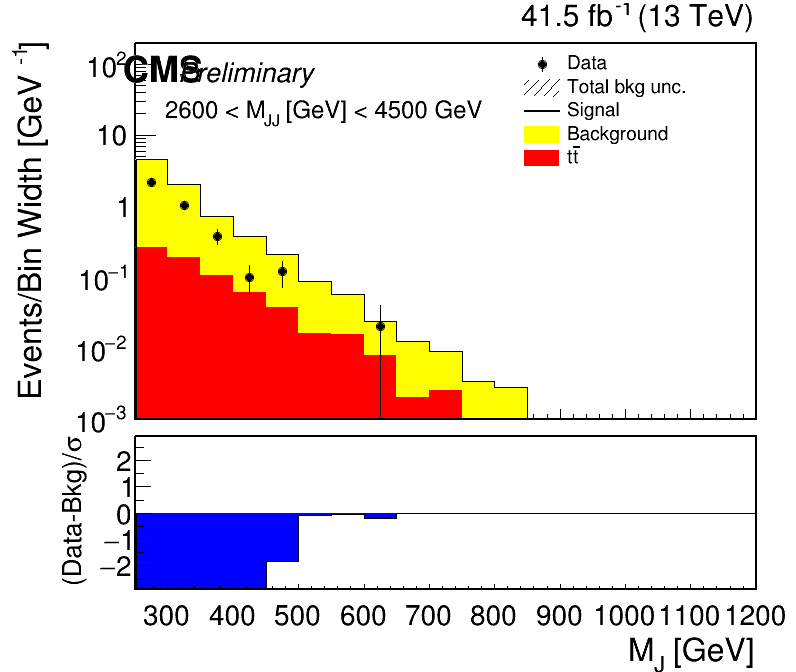 41.5 fb⁻¹ (13 TeV)
CMS Preliminary
2600 < M_JJ [GeV] < 4500 GeV
Data
Total bkg unc.
Signal
Background
tt̅
Events/Bin Width [GeV⁻¹]
10²
10
1
10⁻¹
10⁻²
10⁻³
(Data-Bkg)/σ
2
1
0
−1
−2
300 400 500 600 700 800 900 1000 1100 1200
M_J [GeV]